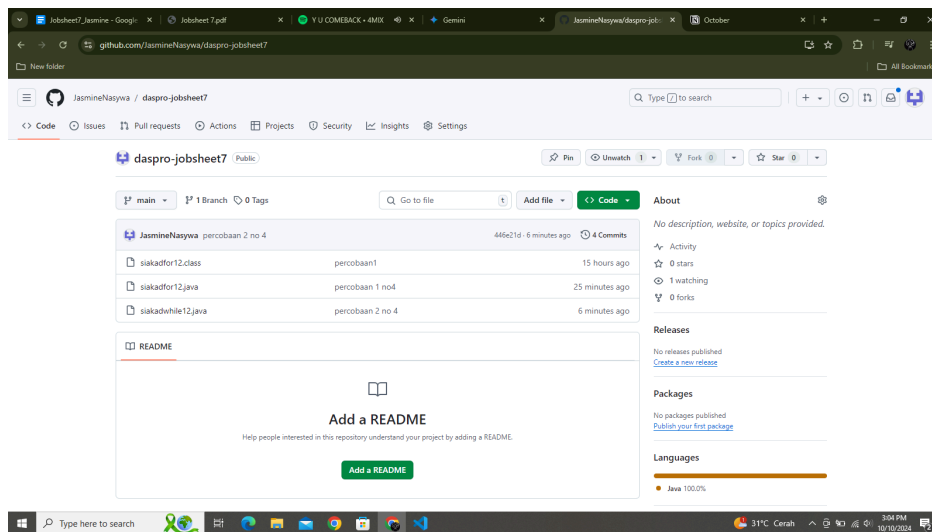 Jobsheet7_Jasmine - Google
Jobsheet 7.pdf
Y U COMEBACK • 4MIX
Gemini
JasmineNasywa/daspro-jobs
October
github.com/JasmineNasywa/daspro-jobsheet7
New folder
All Bookmark
JasmineNasywa / daspro-jobsheet7
Type / to search
<> Code
Issues
Pull requests
Actions
Projects
Security
Insights
Settings
daspro-jobsheet7 Public
Pin
Unwatch 1
Fork 0
Star 0
main
1 Branch
0 Tags
Go to file
t
Add file
<> Code
JasmineNasywa percobaan 2 no 4
446e21d · 6 minutes ago
4 Commits
siakadfor12.class percobaan1 15 hours ago
siakadfor12.java percobaan 1 no4 25 minutes ago
siakadwhile12.java percobaan 2 no 4 6 minutes ago
README
Add a README
Help people interested in this repository understand your project by adding a README.
Add a README
About
No description, website, or topics provided.
Activity
0 stars
1 watching
0 forks
Releases
No releases published
Create a new release
Packages
No packages published
Publish your first package
Languages
Java 100.0%
Type here to search
31°C Cerah
3:04 PM
10/10/2024